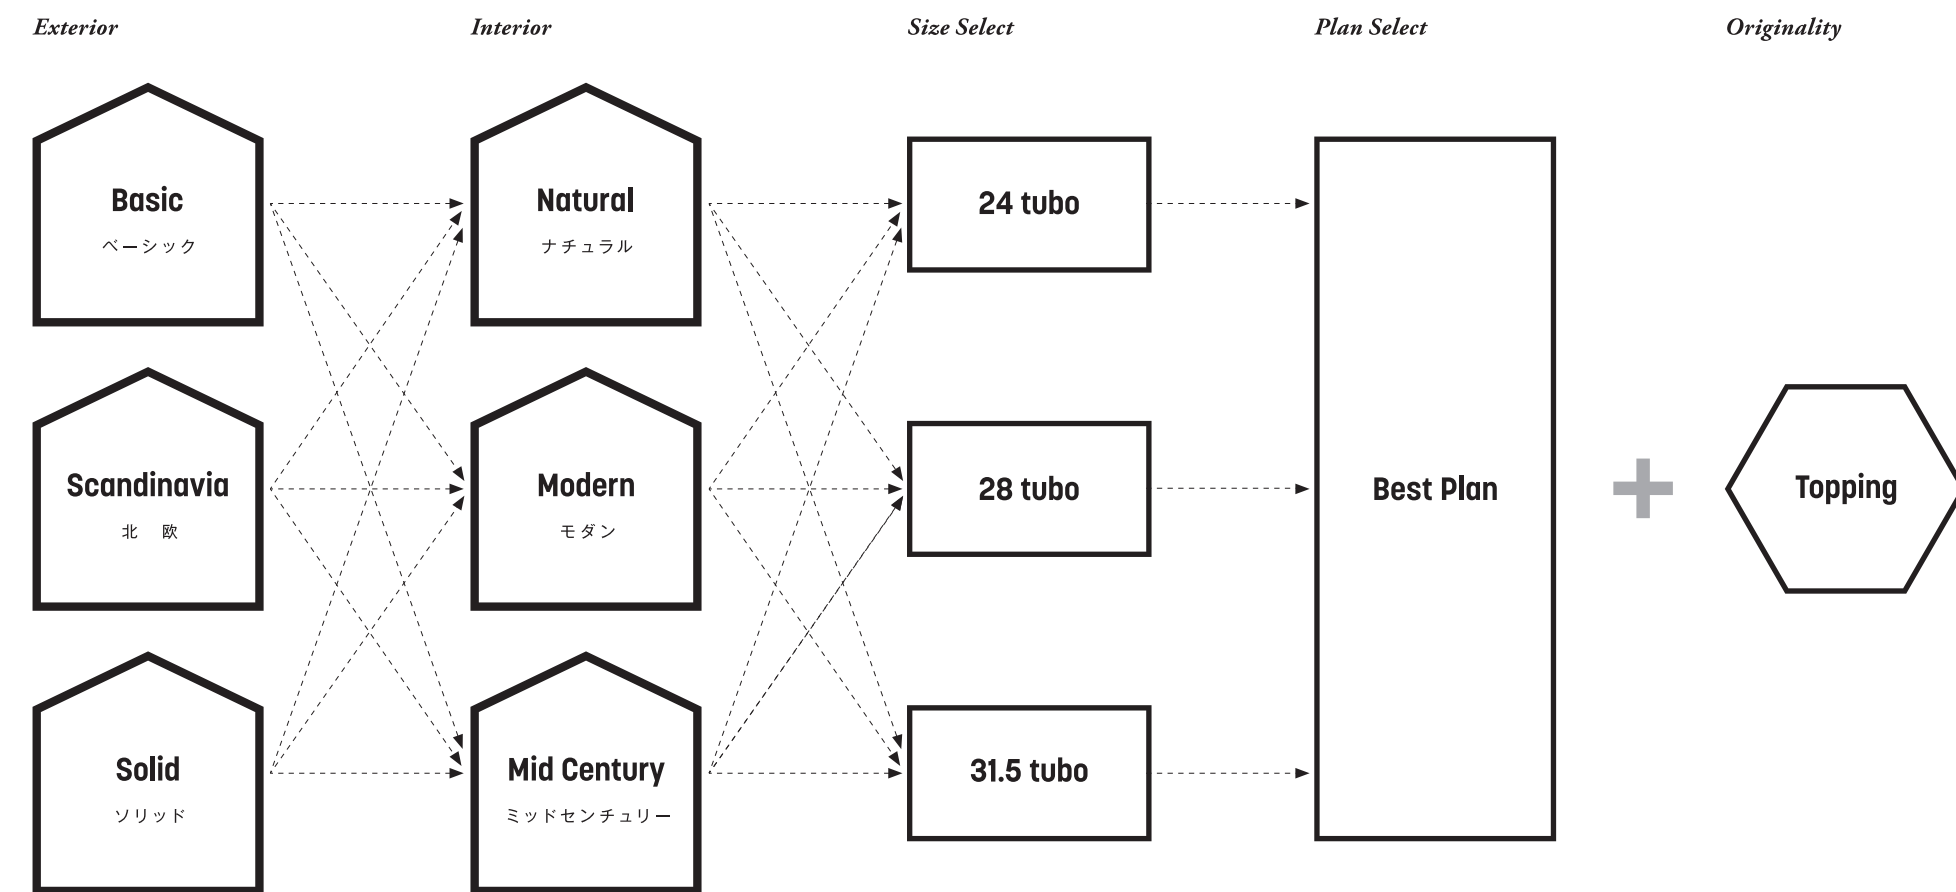 Exterior
Interior
Size Select
Plan Select
Originality
Basic
ベーシック
Natural
ナチュラル
24 tubo
Scandinavia
北　欧
Modern
モダン
28 tubo
Best Plan
Topping
Solid
ソリッド
Mid Century
ミッドセンチュリー
31.5 tubo